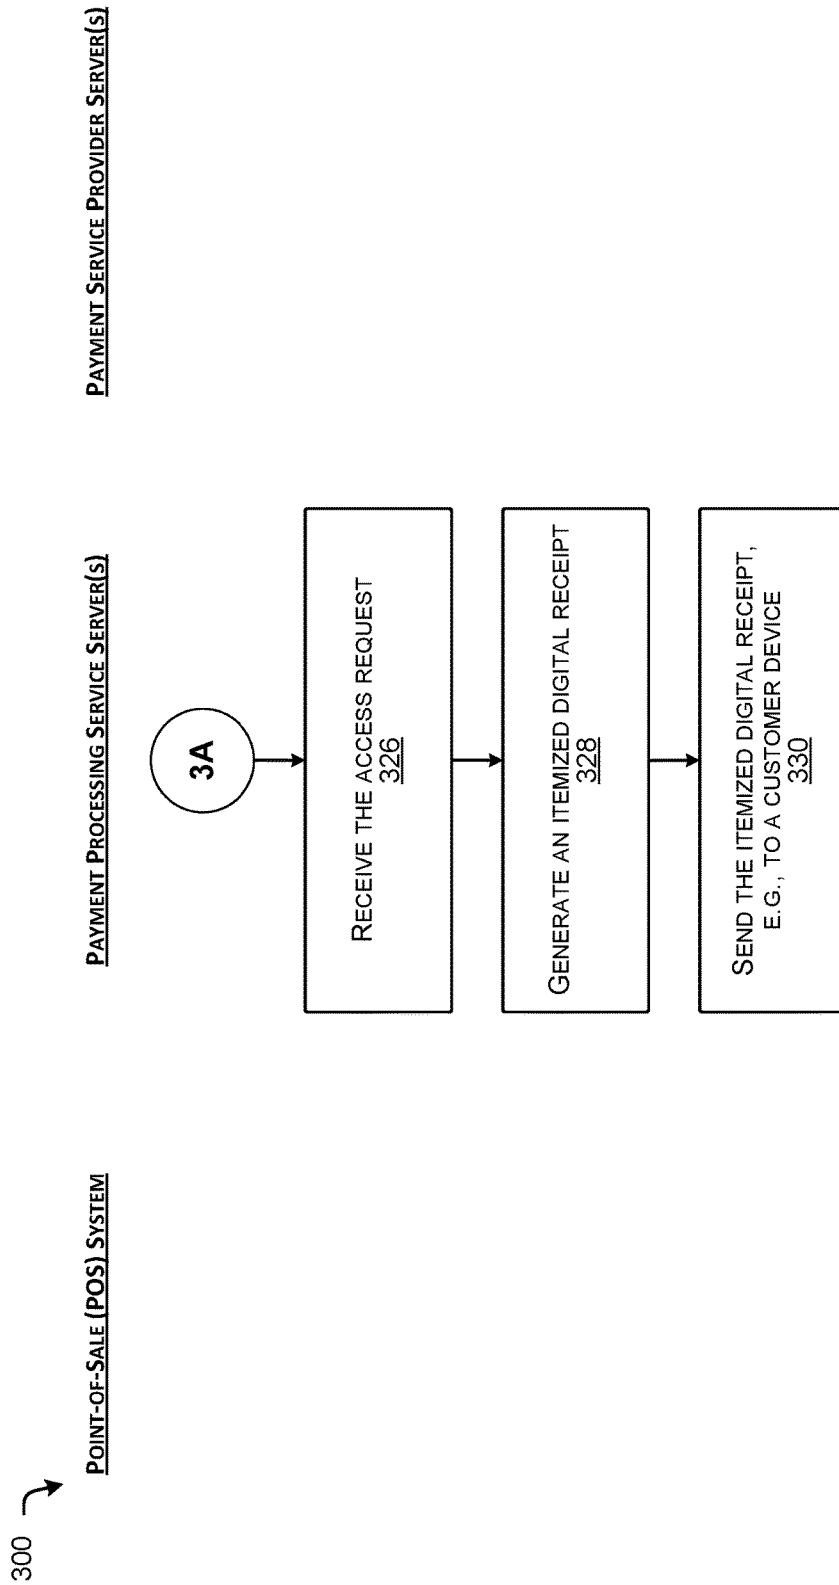 300
POINT-OF-SALE (POS) SYSTEM
PAYMENT PROCESSING SERVICE SERVER(S)
PAYMENT SERVICE PROVIDER SERVER(S)
3A
RECEIVE THE ACCESS REQUEST
326
GENERATE AN ITEMIZED DIGITAL RECEIPT
328
SEND THE ITEMIZED DIGITAL RECEIPT,
E.G., TO A CUSTOMER DEVICE
330